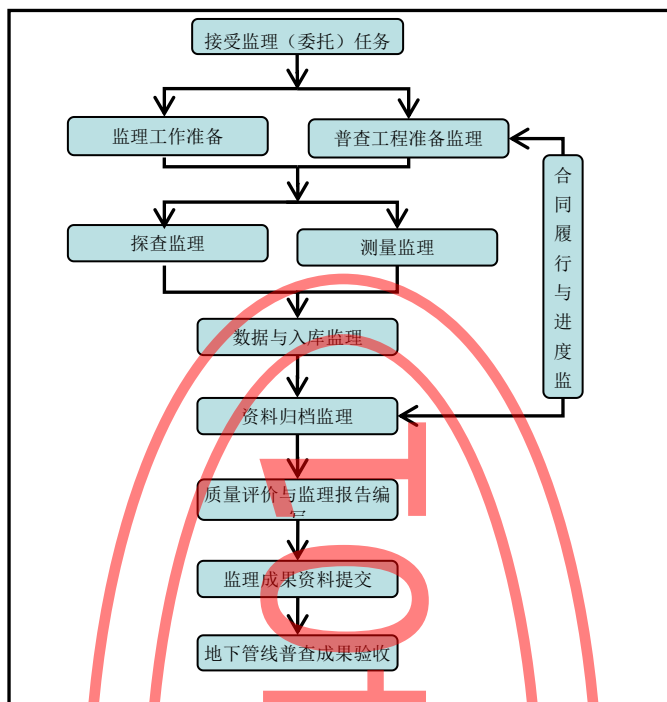 接受监理（委托）任务
监理工作准备
普查工程准备监理
合同履行与进度监
探查监理
测量监理
数据与入库监理
资料归档监理
质量评价与监理报告编
写
监理成果资料提交
地下管线普查成果验收